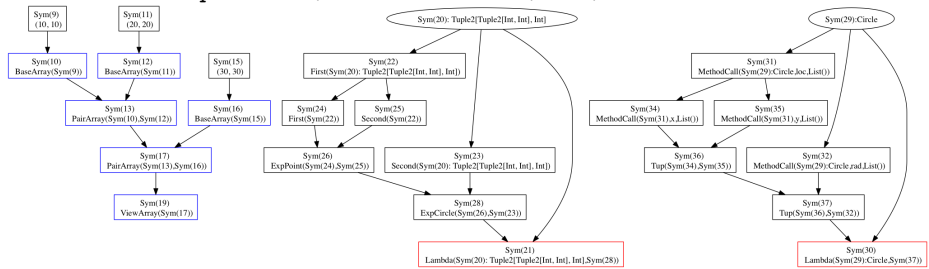 Sym(9)
(10, 10)
Sym(11)
(20, 20)
Sym(10)
BaseArray(Sym(9))
Sym(12)
BaseArray(Sym(11))
Sym(15)
(30, 30)
Sym(13)
PairArray(Sym(10),Sym(12))
Sym(16)
BaseArray(Sym(15))
Sym(17)
PairArray(Sym(13),Sym(16))
Sym(19)
ViewArray(Sym(17))
Sym(20): Tuple2[Tuple2[Int, Int], Int]
Sym(22)
First(Sym(20): Tuple2[Tuple2[Int, Int], Int])
Sym(24)
First(Sym(22))
Sym(25)
Second(Sym(22))
Sym(26)
ExpPoint(Sym(24),Sym(25))
Sym(23)
Second(Sym(20): Tuple2[Tuple2[Int, Int], Int])
Sym(28)
ExpCircle(Sym(26),Sym(23))
Sym(21)
Lambda(Sym(20): Tuple2[Tuple2[Int, Int], Int],Sym(28))
Sym(29):Circle
Sym(31)
MethodCall(Sym(29):Circle,loc,List())
Sym(34)
MethodCall(Sym(31),x,List())
Sym(35)
MethodCall(Sym(31),y,List())
Sym(36)
Tup(Sym(34),Sym(35))
Sym(32)
MethodCall(Sym(29):Circle,rad,List())
Sym(37)
Tup(Sym(36),Sym(32))
Sym(30)
Lambda(Sym(29):Circle,Sym(37))